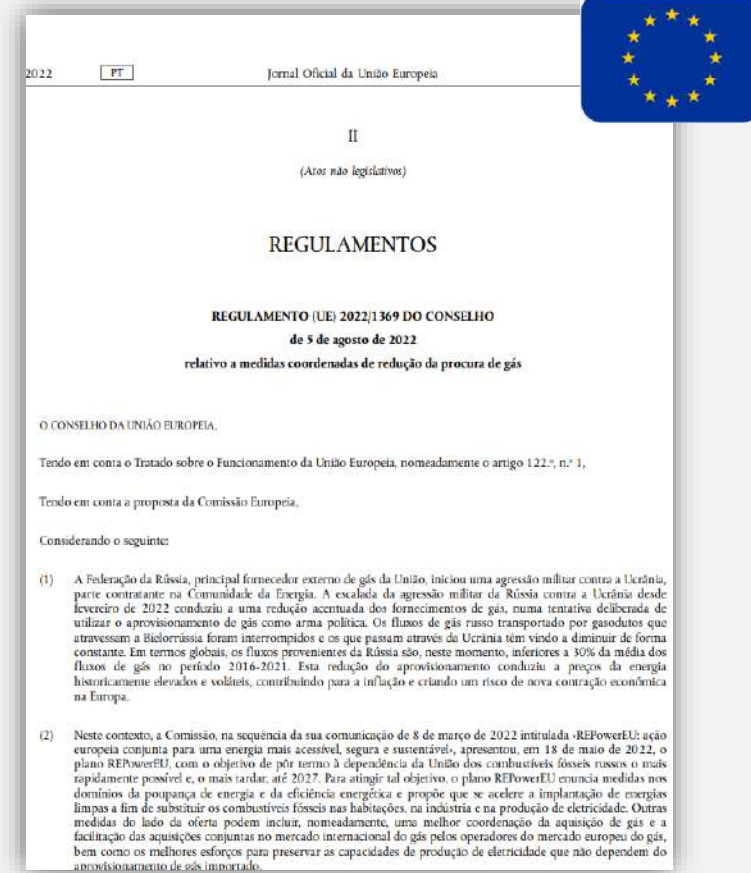 2022 PT Jornal Oficial da União Europeia
II
(Atos não legislativos)
REGULAMENTOS
REGULAMENTO (UE) 2022/1369 DO CONSELHO
de 5 de agosto de 2022
relativo a medidas coordenadas de redução da procura de gás
O CONSELHO DA UNIÃO EUROPEIA,
Tendo em conta o Tratado sobre o Funcionamento da União Europeia, nomeadamente o artigo 122.º, n.º 1,
Tendo em conta a proposta da Comissão Europeia,
Considerando o seguinte:
(1) A Federação da Rússia, principal fornecedor externo de gás da União, iniciou uma agressão militar contra a Ucrânia,
parte contratante na Comunidade da Energia. A escalada da agressão militar da Rússia contra a Ucrânia desde
fevereiro de 2022 conduziu a uma redução acentuada dos fornecimentos de gás, numa tentativa deliberada de
utilizar o aprovisionamento de gás como arma política. Os fluxos de gás russo transportado por gasodutos que
atravessam a Bielorrússia foram interrompidos e os que passam através da Ucrânia têm vindo a diminuir de forma
constante. Em termos globais, os fluxos provenientes da Rússia são, neste momento, inferiores a 30% da média dos
fluxos de gás no período 2016-2021. Esta redução do aprovisionamento conduziu a preços da energia
historicamente elevados e voláteis, contribuindo para a inflação e criando um risco de nova contração económica
na Europa.
(2) Neste contexto, a Comissão, na sequência da sua comunicação de 8 de março de 2022 intitulada «REPowerEU: ação
europeia conjunta para uma energia mais acessível, segura e sustentável», apresentou, em 18 de maio de 2022, o
plano REPowerEU, com o objetivo de pôr termo à dependência da União dos combustíveis fósseis russos o mais
rapidamente possível e, o mais tardar, até 2027. Para atingir tal objetivo, o plano REPowerEU enuncia medidas nos
domínios da poupança de energia e da eficiência energética e propõe que se acelere a implantação de energias
limpas a fim de substituir os combustíveis fósseis nas habitações, na indústria e na produção de eletricidade. Outras
medidas do lado da oferta podem incluir, nomeadamente, uma melhor coordenação da aquisição de gás e a
facilitação das aquisições conjuntas no mercado internacional do gás pelos operadores do mercado europeu do gás,
bem como os melhores esforços para preservar as capacidades de produção de eletricidade que não dependem do
aprovisionamento de gás importado.